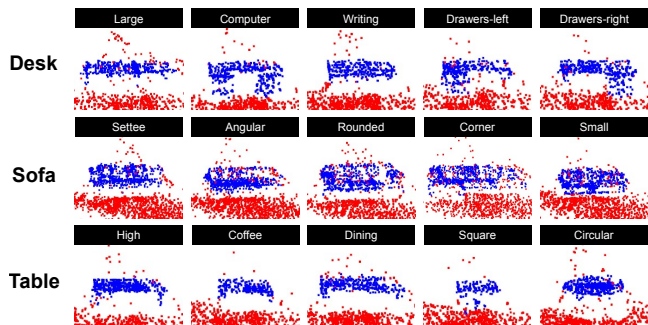 Large Computer Writing Drawers-left Drawers-right
Desk
Settee Angular Rounded Corner Small
Sofa
High Coffee Dining Square Circular
Table